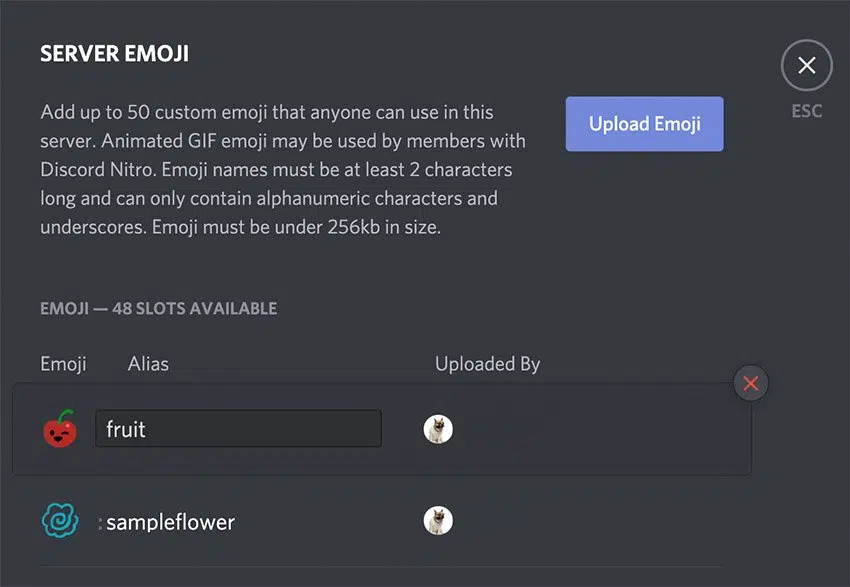 SERVER EMOJI
Add up to 50 custom emoji that anyone can use in this
server. Animated GIF emoji may be used by members with
Discord Nitro. Emoji names must be at least 2 characters
long and can only contain alphanumeric characters and
underscores. Emoji must be under 256kb in size.
Upload Emoji
ESC
EMOJI — 48 SLOTS AVAILABLE
Emoji Alias Uploaded By
fruit
:sampleflower